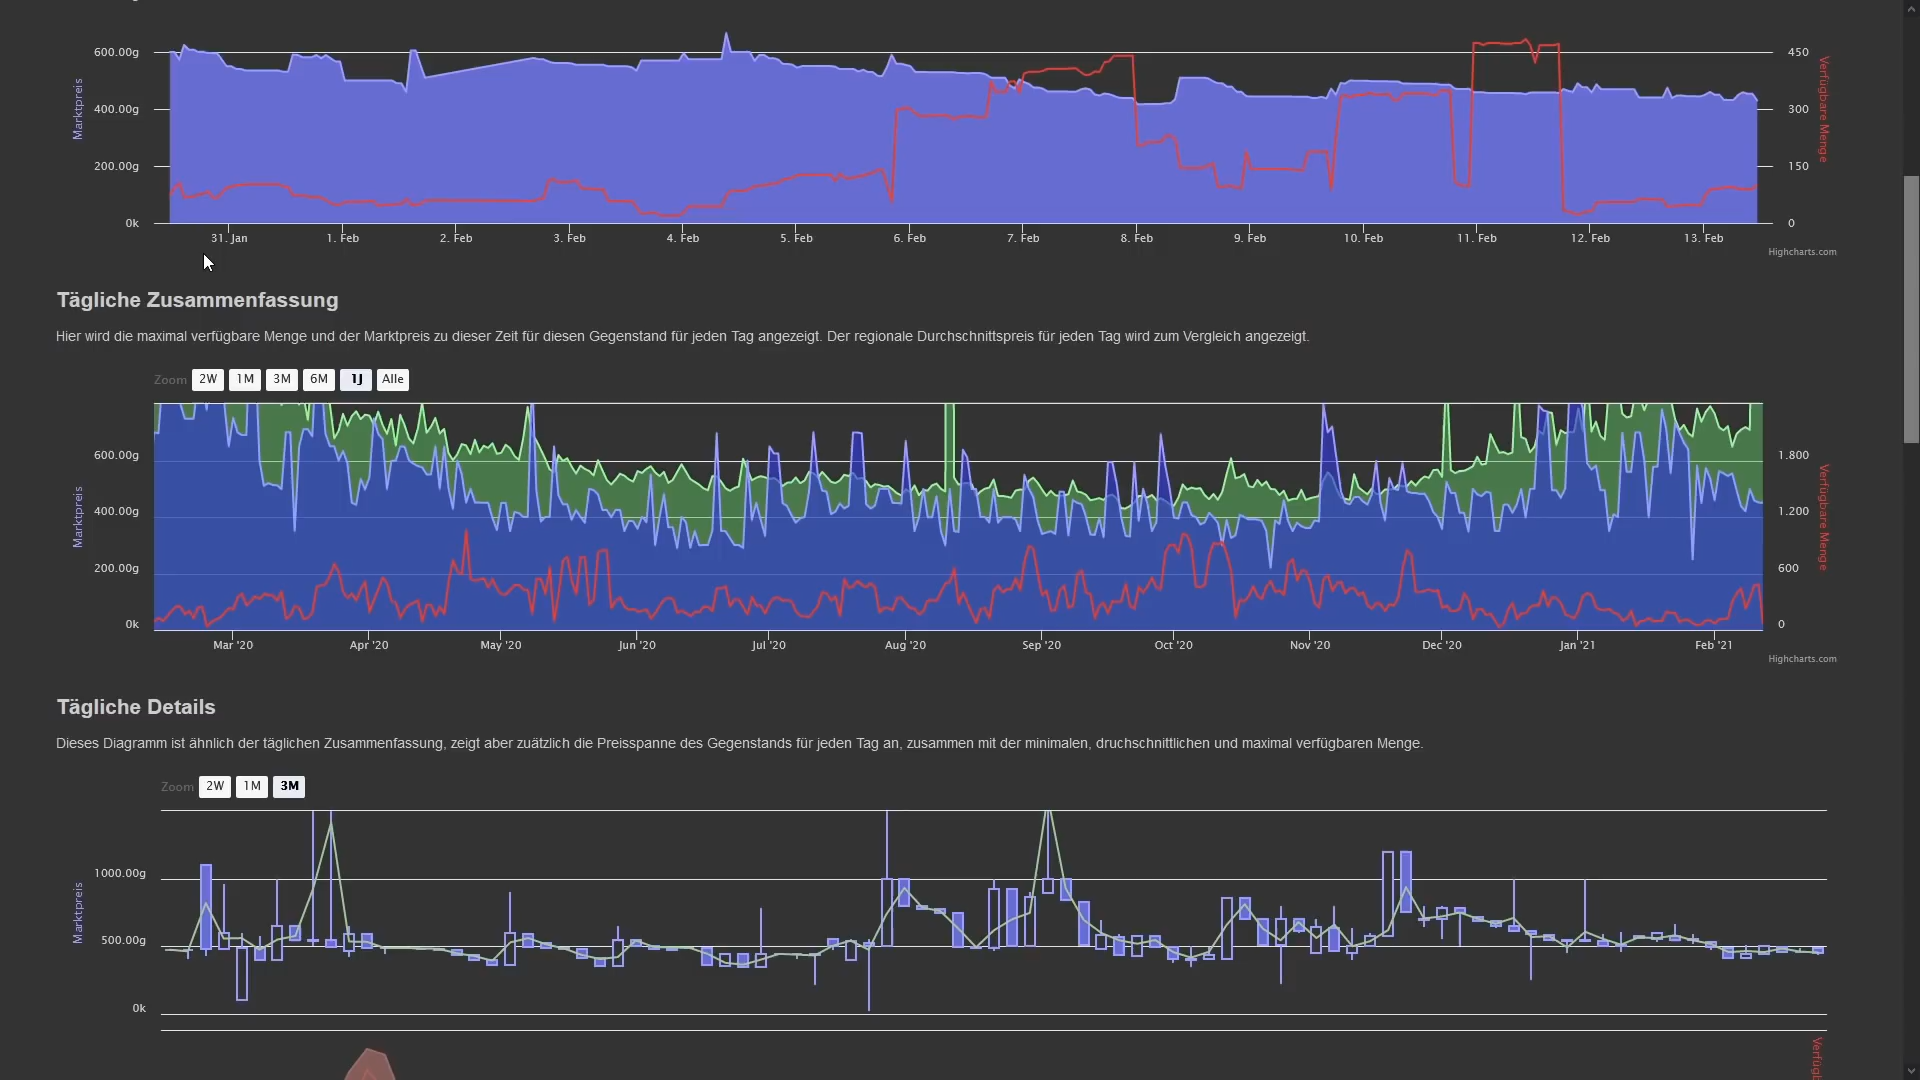 600.00g
400.00g
200.00g
0k
Marktpreis
450
300
150
0
Verfügbare Menge
31. Jan 1. Feb 2. Feb 3. Feb 4. Feb 5. Feb 6. Feb 7. Feb 8. Feb 9. Feb 10. Feb 11. Feb 12. Feb 13. Feb
Highcharts.com
Tägliche Zusammenfassung
Hier wird die maximal verfügbare Menge und der Marktpreis zu dieser Zeit für diesen Gegenstand für jeden Tag angezeigt. Der regionale Durchschnittspreis für jeden Tag wird zum Vergleich angezeigt.
Zoom 2W 1M 3M 6M 1J Alle
600.00g
400.00g
200.00g
0k
Marktpreis
1.800
1.200
600
0
Verfügbare Menge
Mar '20 Apr '20 May '20 Jun '20 Jul '20 Aug '20 Sep '20 Oct '20 Nov '20 Dec '20 Jan '21 Feb '21
Highcharts.com
Tägliche Details
Dieses Diagramm ist ähnlich der täglichen Zusammenfassung, zeigt aber zuätzlich die Preisspanne des Gegenstands für jeden Tag an, zusammen mit der minimalen, druchschnittlichen und maximal verfügbaren Menge.
Zoom 2W 1M 3M
1000.00g
500.00g
0k
Marktpreis